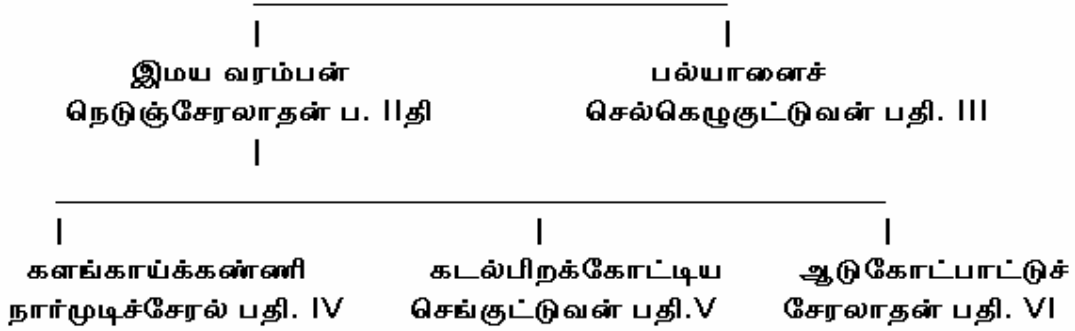 இமய வரம்பன் பல்யானைச்
நெடுஞ்சேரலாதன் ப. IIதி செல்கெழுகுட்டுவன் பதி. III
களங்காய்க்கண்ணி கடல்பிறக்கோட்டிய ஆடுகோட்பாட்டுச்
நார்முடிச்சேரல் பதி. IV செங்குட்டுவன் பதி.V சேரலாதன் பதி. VI